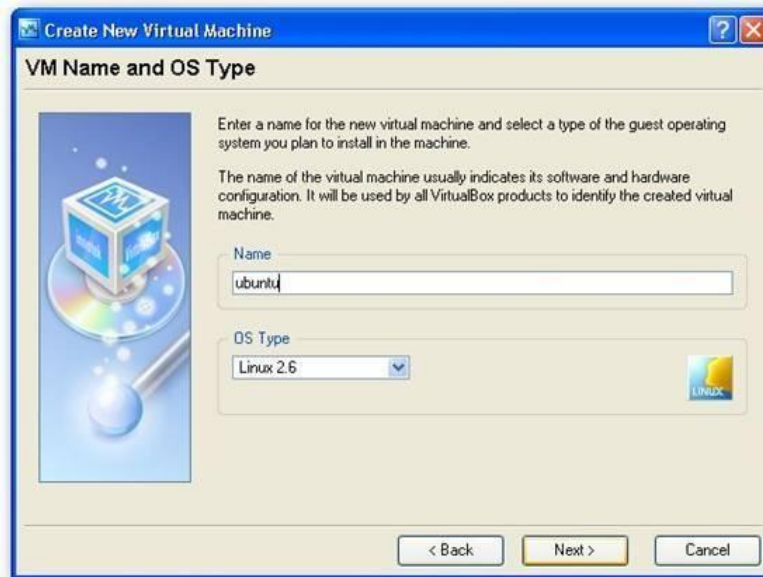 Create New Virtual Machine
VM Name and OS Type
Enter a name for the new virtual machine and select a type of the guest operating
system you plan to install in the machine.
The name of the virtual machine usually indicates its software and hardware
configuration. It will be used by all VirtualBox products to identify the created virtual
machine.
Name
ubuntu
OS Type
Linux 2.6
LINUX
< Back
Next >
Cancel